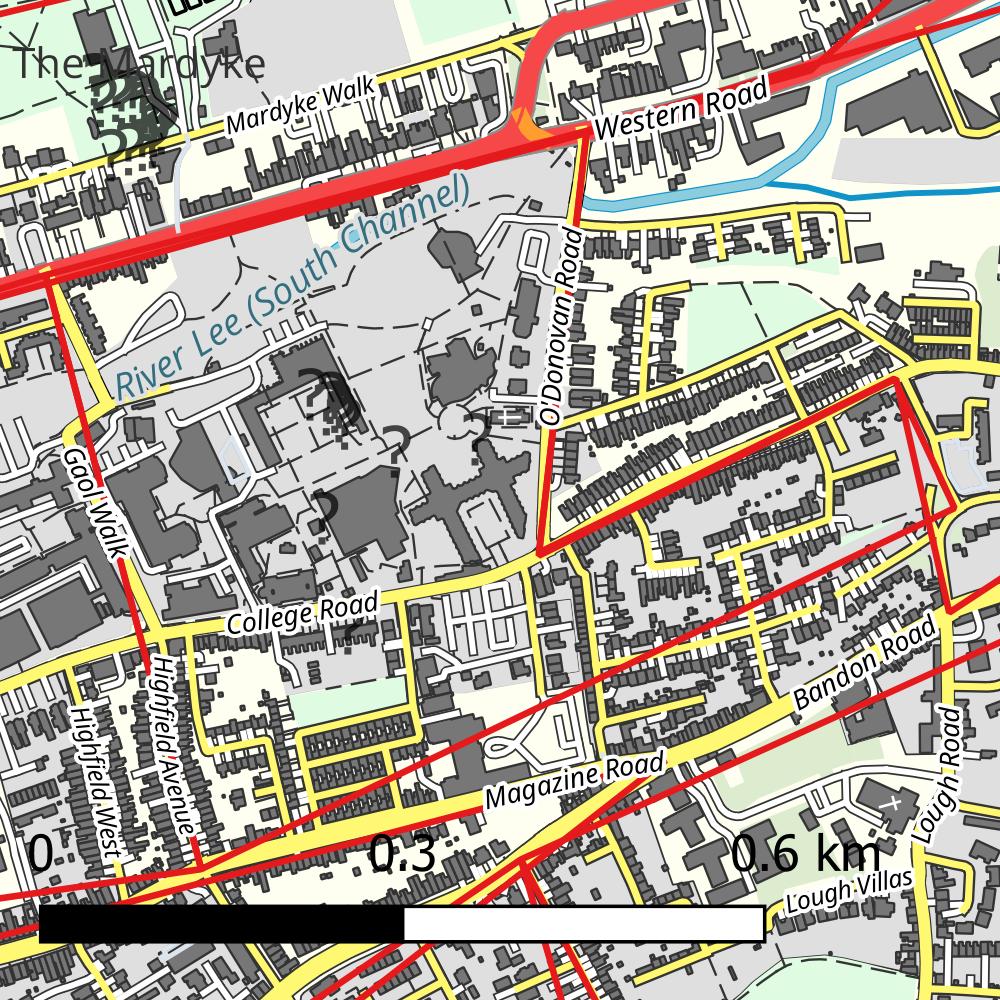 The Mardyke
Mardyke Walk
Western Road
River Lee (South Channel)
O'Donovan Road
?
?
?
?
Gaol Walk
College Road
Highfield West
Highfield Avenue
Bandon Road
Magazine Road
Lough Road
Lough Villas
0
0.3
0.6 km